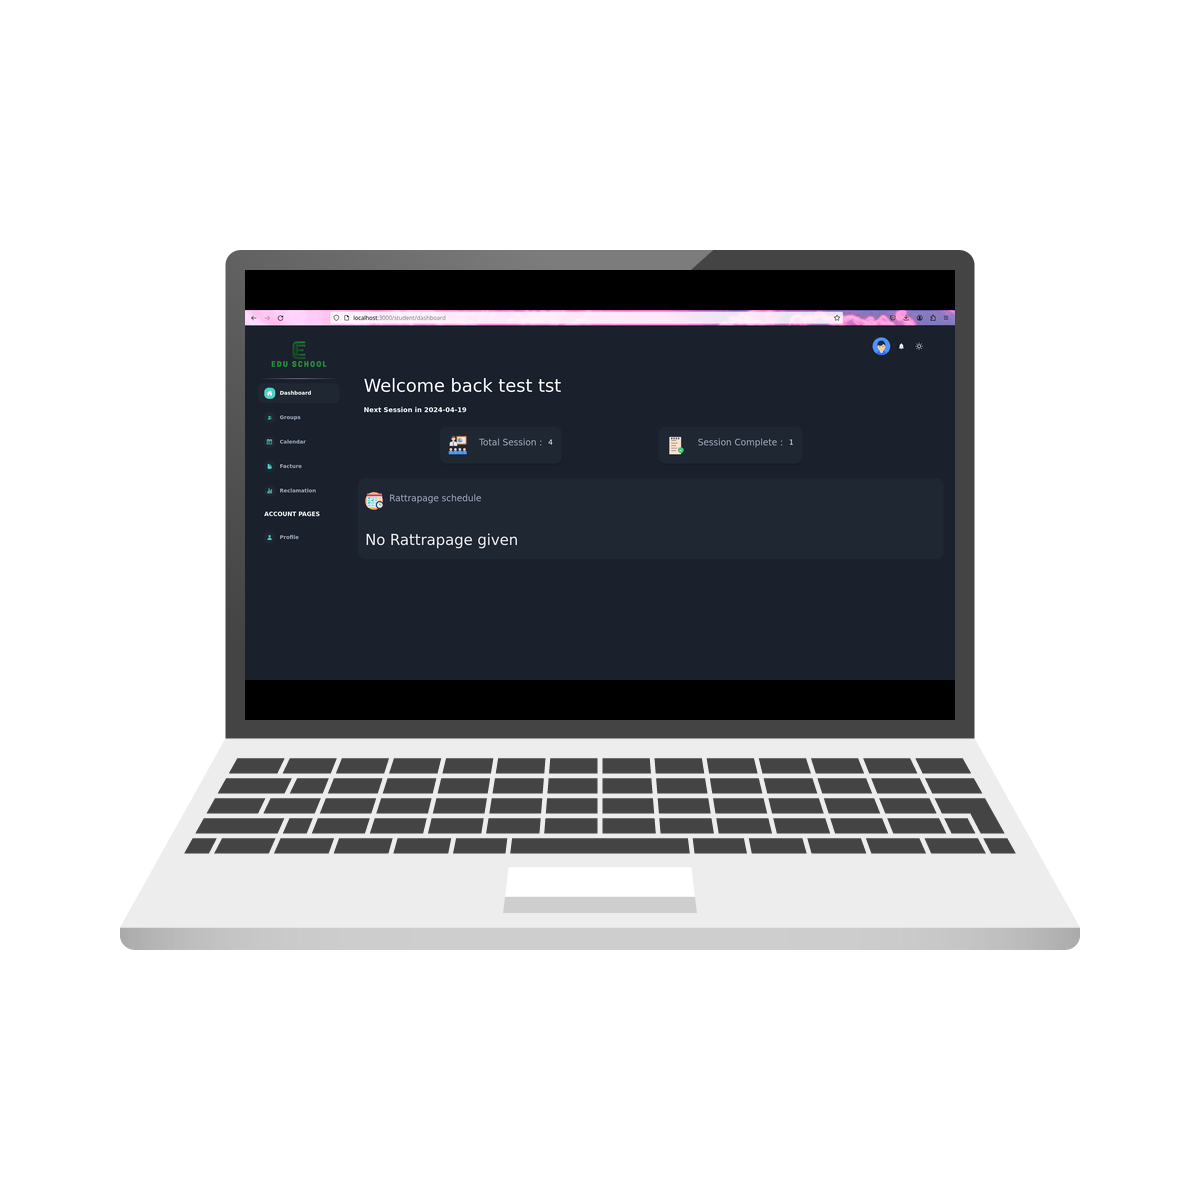 localhost:3000/student/dashboard
E
EDU SCHOOL
Dashboard
Groups
Calendar
Facture
Reclamation
ACCOUNT PAGES
Profile
Welcome back test tst
Next Session in 2024-04-19
Total Session : 4
Session Complete : 1
Rattrapage schedule
No Rattrapage given